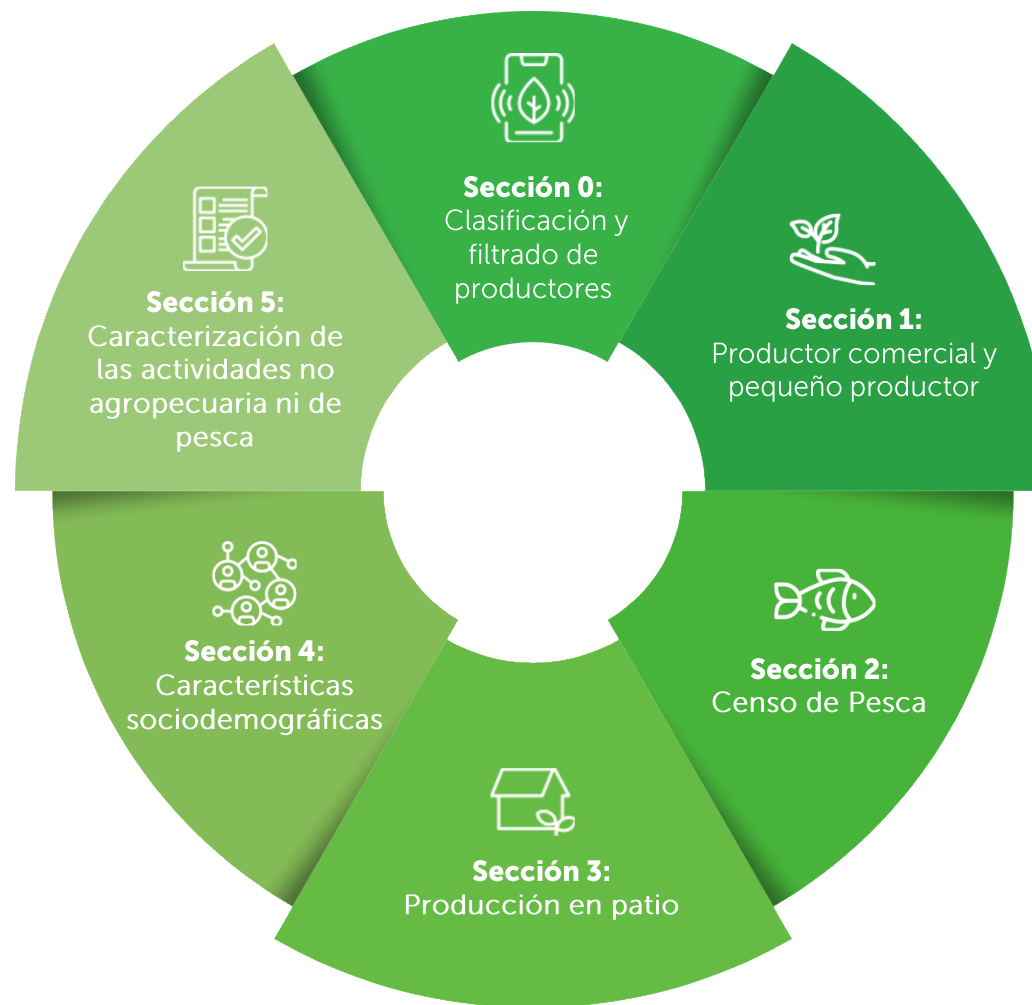 Sección 0:
Clasificación y
filtrado de
productores
Sección 1:
Productor comercial y
pequeño productor
Sección 2:
Censo de Pesca
Sección 3:
Producción en patio
Sección 4:
Características
sociodemográficas
Sección 5:
Caracterización de
las actividades no
agropecuaria ni de
pesca